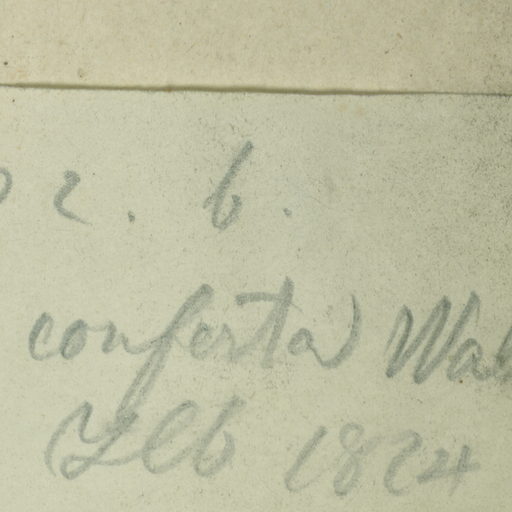 2. 6.
conferta) Wal
Feb 1824